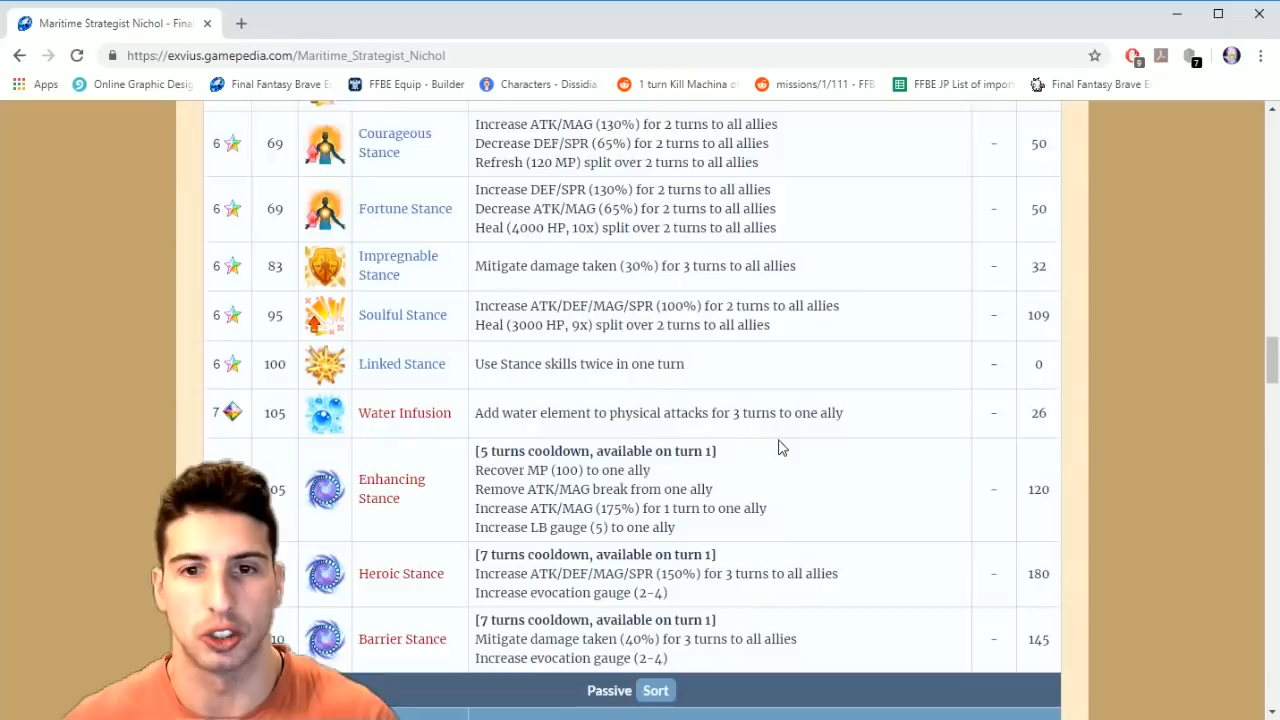 Maritime Strategist Nichol - Fina
https://exvius.gamepedia.com/Maritime_Strategist_Nichol
9
7
Apps
Online Graphic Desig
Final Fantasy Brave E
FFBE Equip - Builder
Characters - Dissidia
1 turn Kill Machina o
missions/1/111 - FFB
FFBE JP List of import
Final Fantasy Brave E
6 69 Courageous Stance
Increase ATK/MAG (130%) for 2 turns to all allies
Decrease DEF/SPR (65%) for 2 turns to all allies
Refresh (120 MP) split over 2 turns to all allies
- 50
6 69 Fortune Stance
Increase DEF/SPR (130%) for 2 turns to all allies
Decrease ATK/MAG (65%) for 2 turns to all allies
Heal (4000 HP, 10x) split over 2 turns to all allies
- 50
6 83 Impregnable Stance
Mitigate damage taken (30%) for 3 turns to all allies
- 32
6 95 Soulful Stance
Increase ATK/DEF/MAG/SPR (100%) for 2 turns to all allies
Heal (3000 HP, 9x) split over 2 turns to all allies
- 109
6 100 Linked Stance
Use Stance skills twice in one turn
- 0
7 105 Water Infusion
Add water element to physical attacks for 3 turns to one ally
- 26
05 Enhancing Stance
[5 turns cooldown, available on turn 1]
Recover MP (100) to one ally
Remove ATK/MAG break from one ally
Increase ATK/MAG (175%) for 1 turn to one ally
Increase LB gauge (5) to one ally
- 120
Heroic Stance
[7 turns cooldown, available on turn 1]
Increase ATK/DEF/MAG/SPR (150%) for 3 turns to all allies
Increase evocation gauge (2-4)
- 180
10 Barrier Stance
[7 turns cooldown, available on turn 1]
Mitigate damage taken (40%) for 3 turns to all allies
Increase evocation gauge (2-4)
- 145
Passive Sort